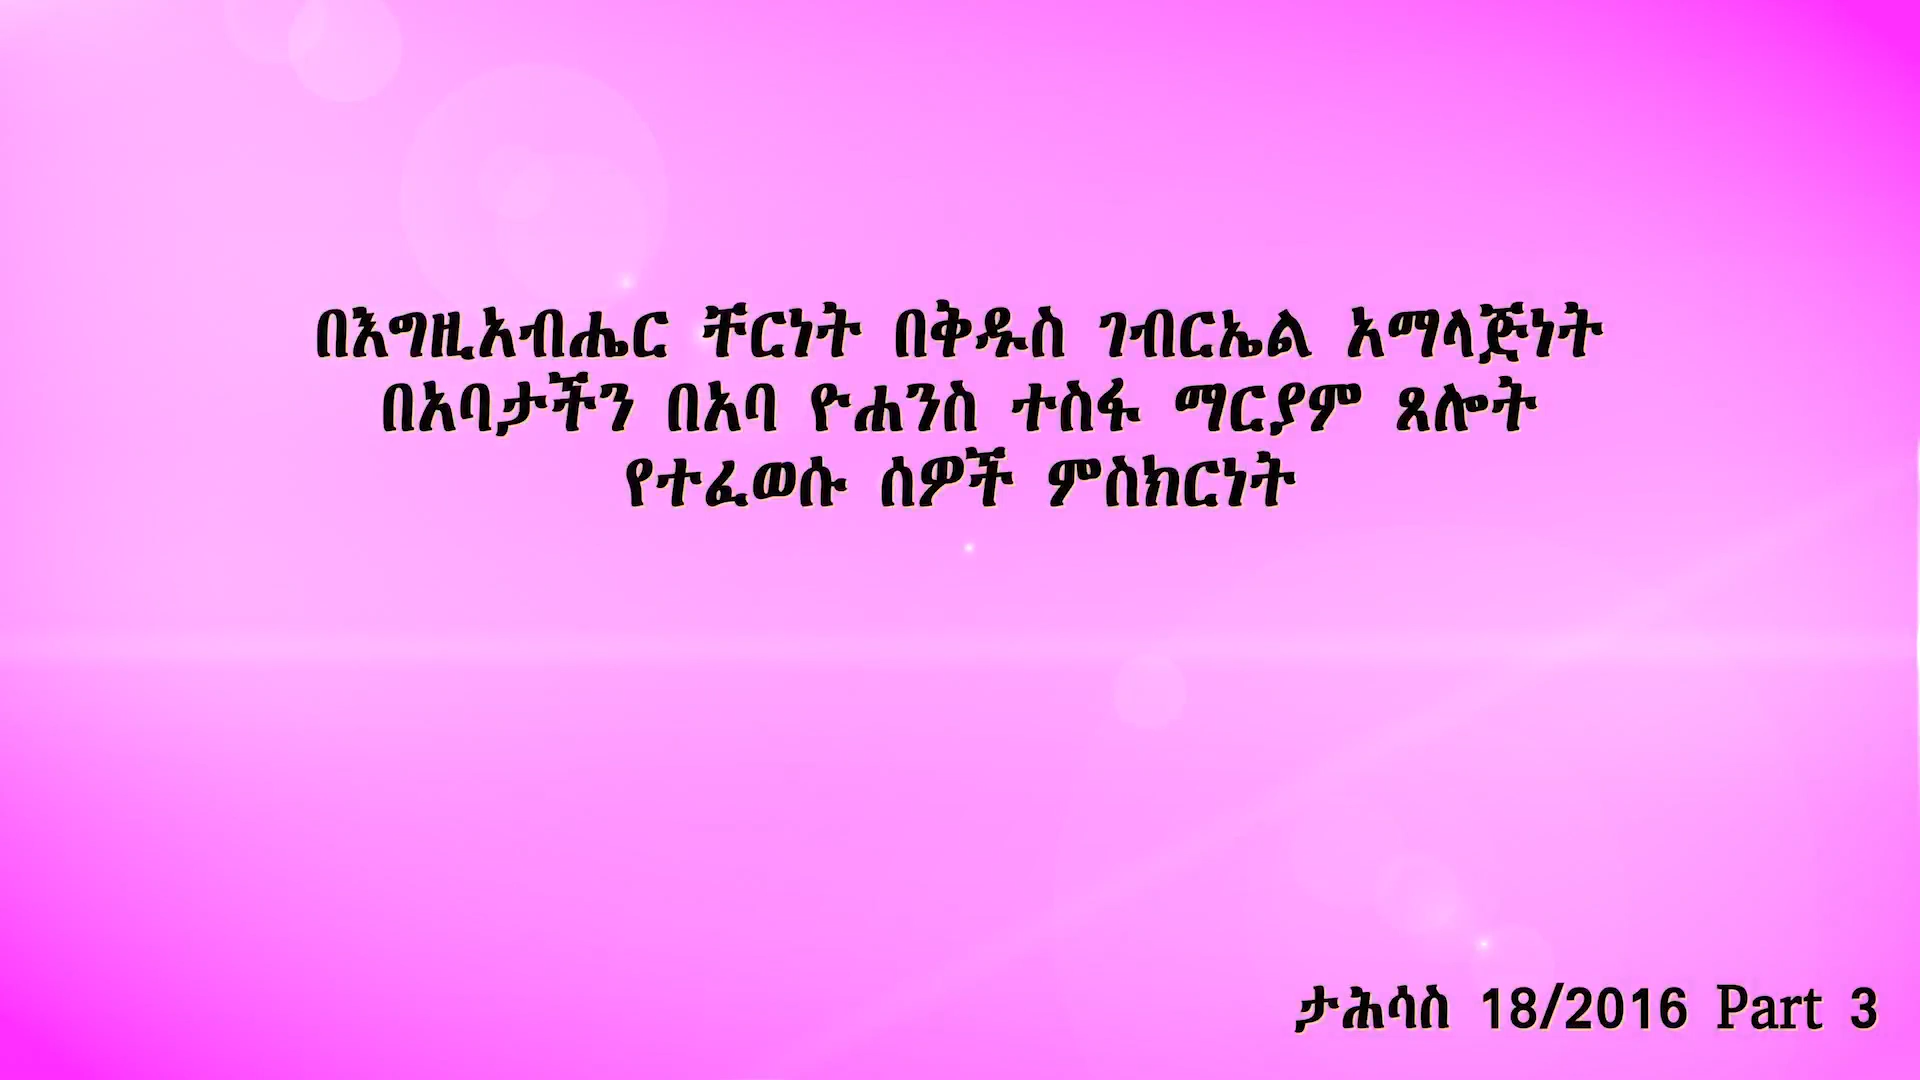 በእግዚአብሔር ቸርነት በቅዱስ ገብርኤል አማላጅነት
በአባታችን በአባ ዮሐንስ ተስፋ ማርያም ጸሎት
የተፈወሱ ሰዎች ምስክርነት
ታሕሳስ 18/2016 Part 3